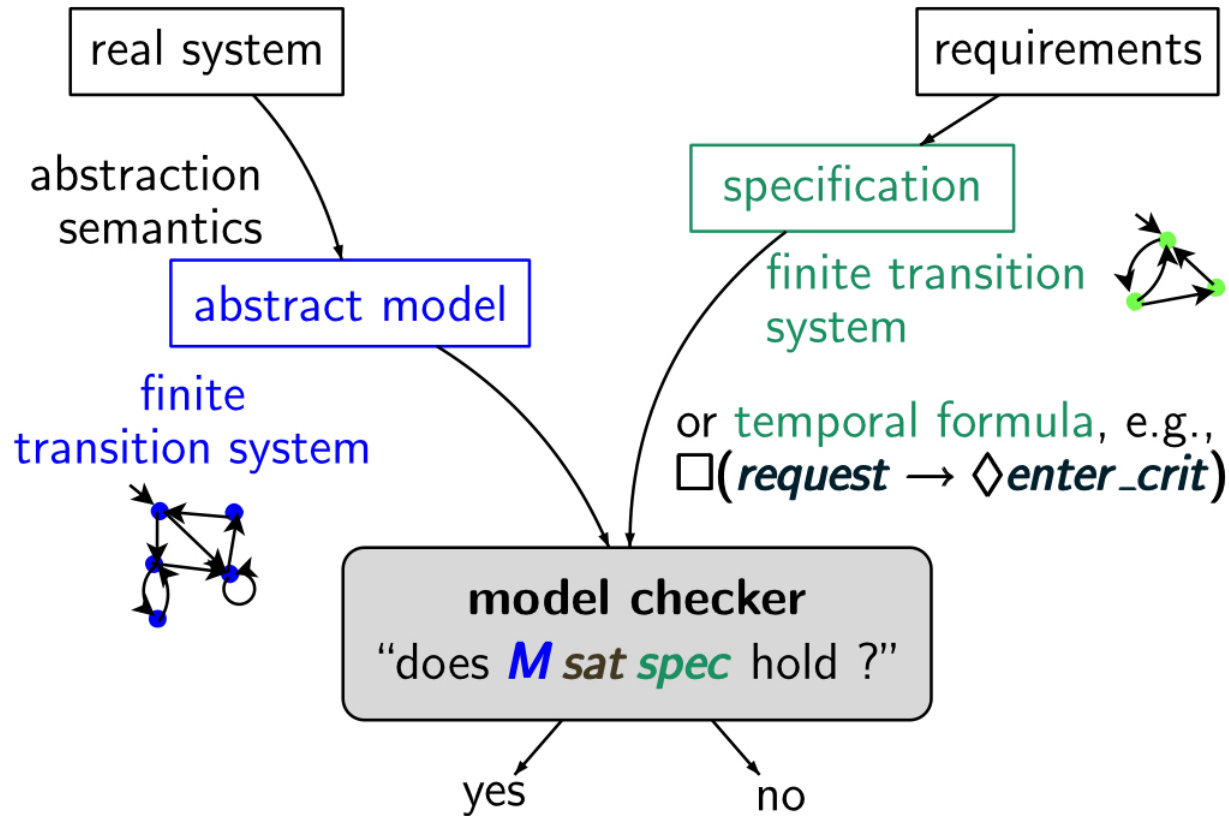 real system
requirements
abstraction
semantics
specification
abstract model
finite transition
system
finite
transition system
or temporal formula, e.g.,
□(request → ◊enter_crit)
model checker
“does M sat spec hold ?”
yes
no